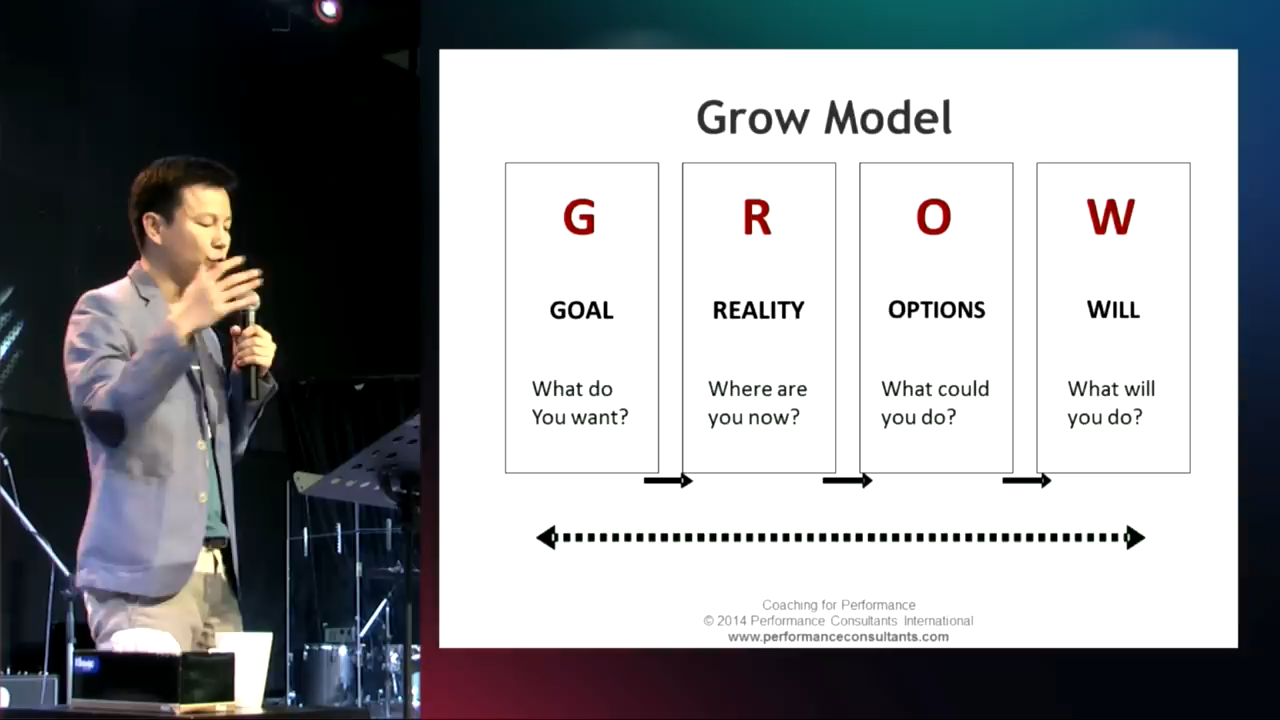 Grow Model
G
R
O
W
GOAL
REALITY
OPTIONS
WILL
What do
You want?
Where are
you now?
What could
you do?
What will
you do?
Coaching for Performance
© 2014 Performance Consultants International
www.performanceconsultants.com